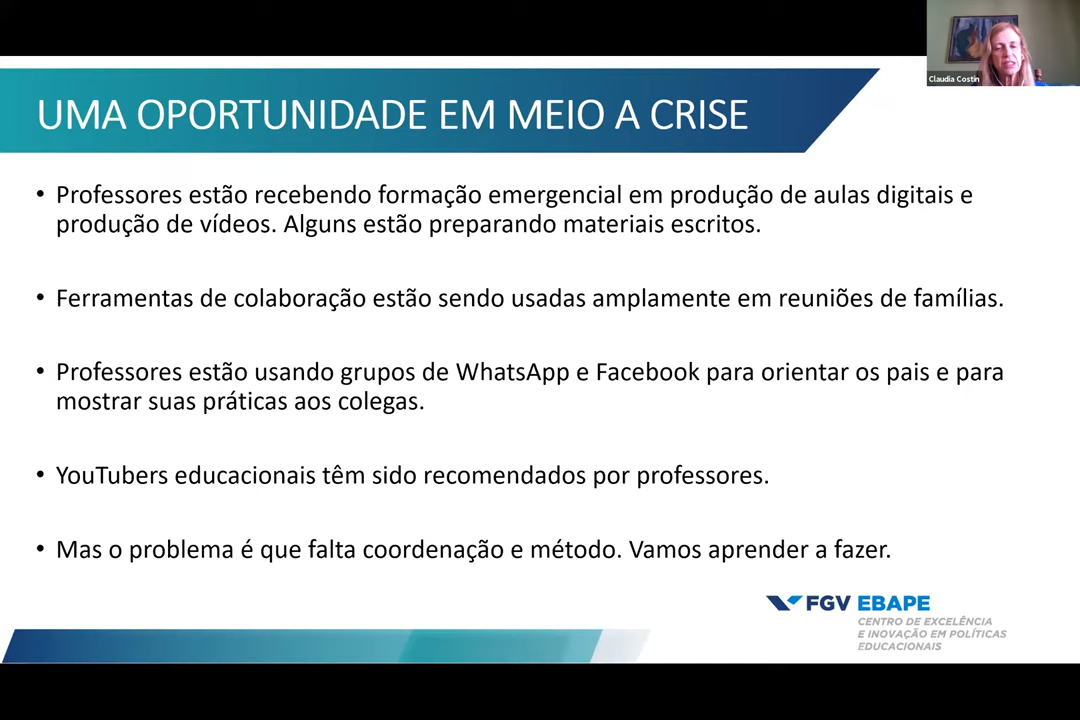 Claudia Costin
UMA OPORTUNIDADE EM MEIO A CRISE
• Professores estão recebendo formação emergencial em produção de aulas digitais e
produção de vídeos. Alguns estão preparando materiais escritos.
• Ferramentas de colaboração estão sendo usadas amplamente em reuniões de famílias.
• Professores estão usando grupos de WhatsApp e Facebook para orientar os pais e para
mostrar suas práticas aos colegas.
• YouTubers educacionais têm sido recomendados por professores.
• Mas o problema é que falta coordenação e método. Vamos aprender a fazer.
FGV EBAPE
CENTRO DE EXCELÊNCIA
E INOVAÇÃO EM POLÍTICAS
EDUCACIONAIS